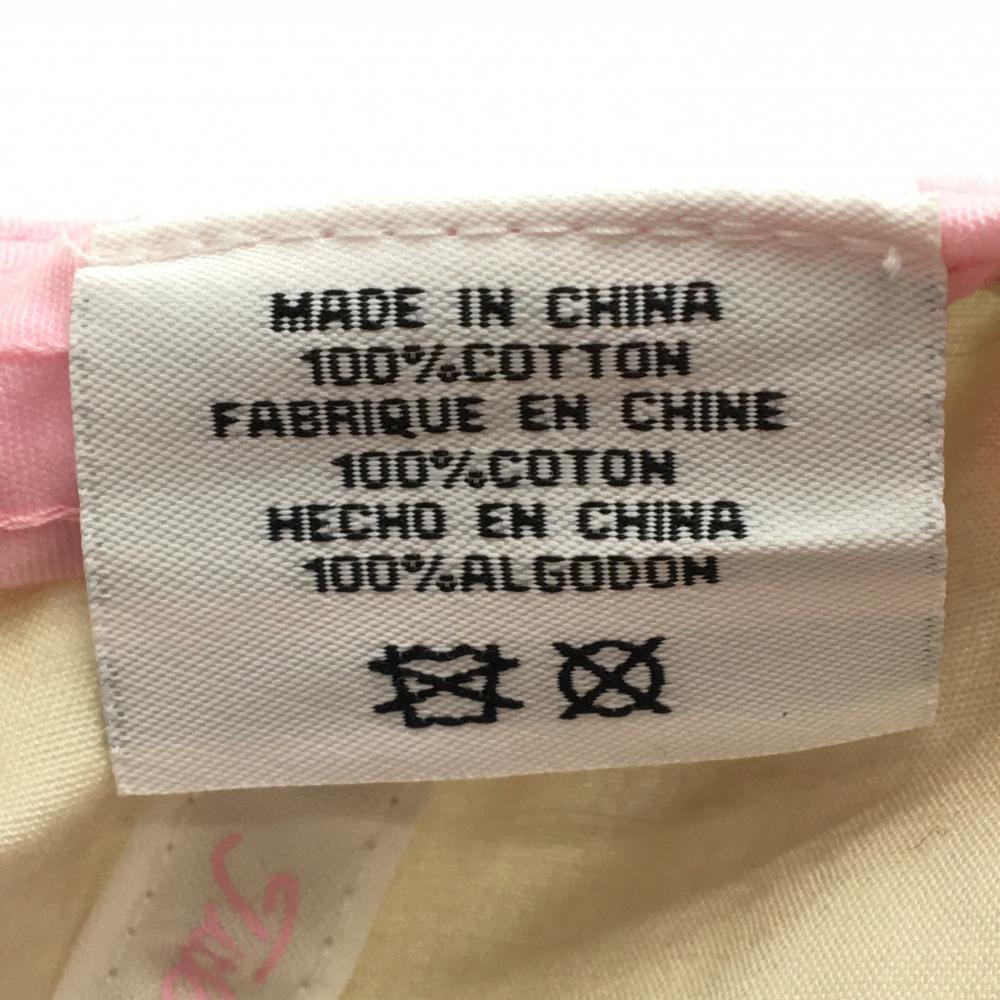 MADE IN CHINA
100%COTTON
FABRIQUE EN CHINE
100%COTON
HECHO EN CHINA
100%ALGODON